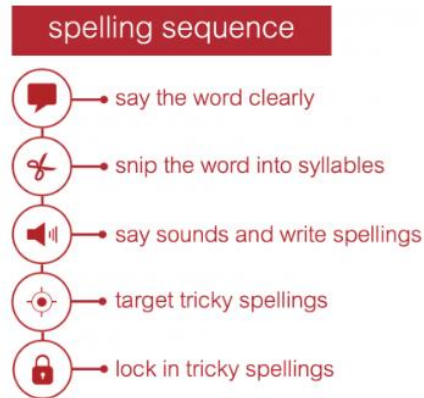 spelling sequence
say the word clearly
snip the word into syllables
say sounds and write spellings
target tricky spellings
lock in tricky spellings